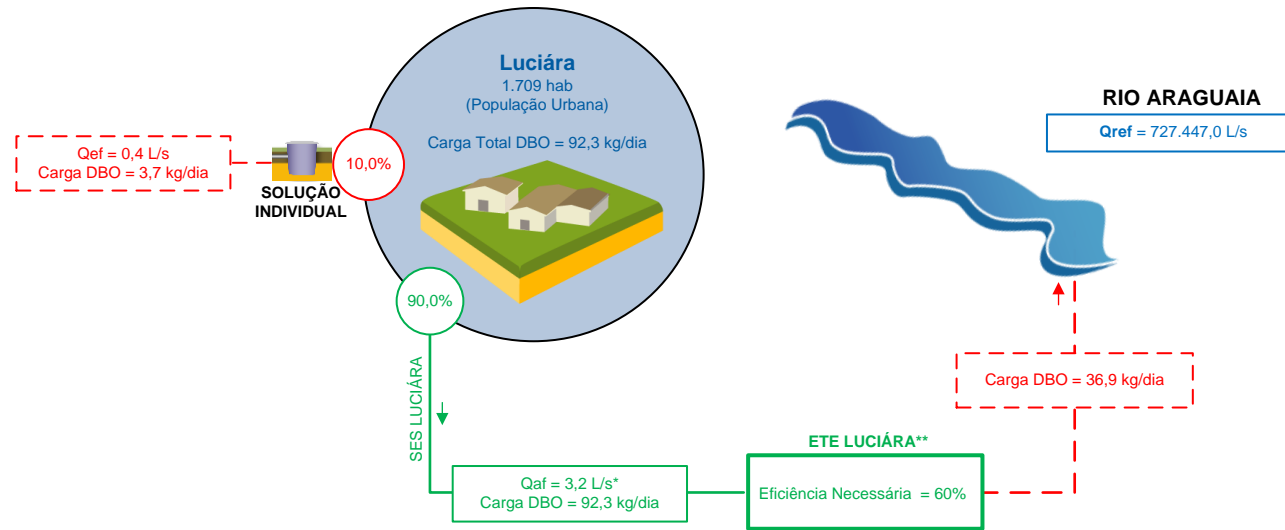 Luciára
1.709 hab
(População Urbana)
Carga Total DBO = 92,3 kg/dia
RIO ARAGUAIA
Qref = 727.447,0 L/s
Qef = 0,4 L/s
Carga DBO = 3,7 kg/dia
10,0%
SOLUÇÃO
INDIVIDUAL
90,0%
SES LUCIÁRA
Carga DBO = 36,9 kg/dia
ETE LUCIÁRA**
Qaf = 3,2 L/s*
Carga DBO = 92,3 kg/dia
Eficiência Necessária = 60%